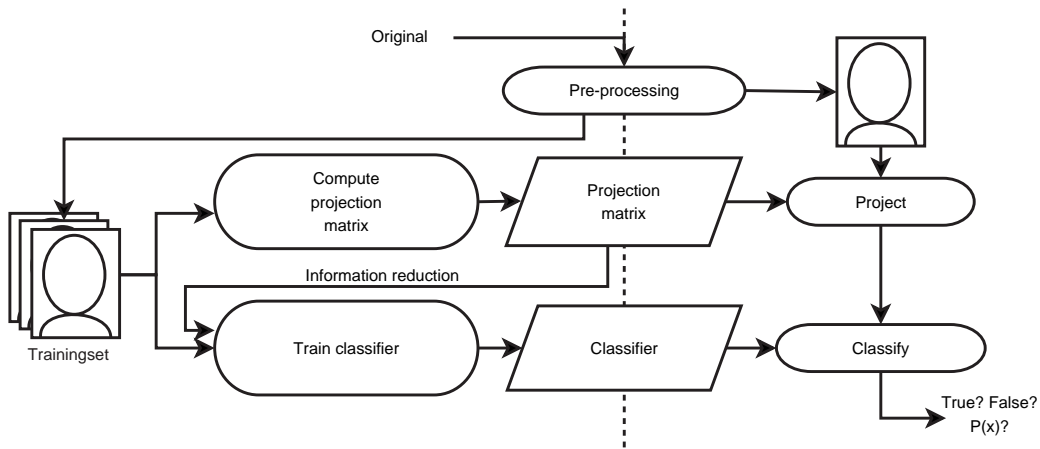 Original
Pre-processing
Compute
projection
matrix
Projection
matrix
Project
Information reduction
Trainingset
Train classifier
Classifier
Classify
True? False?
P(x)?